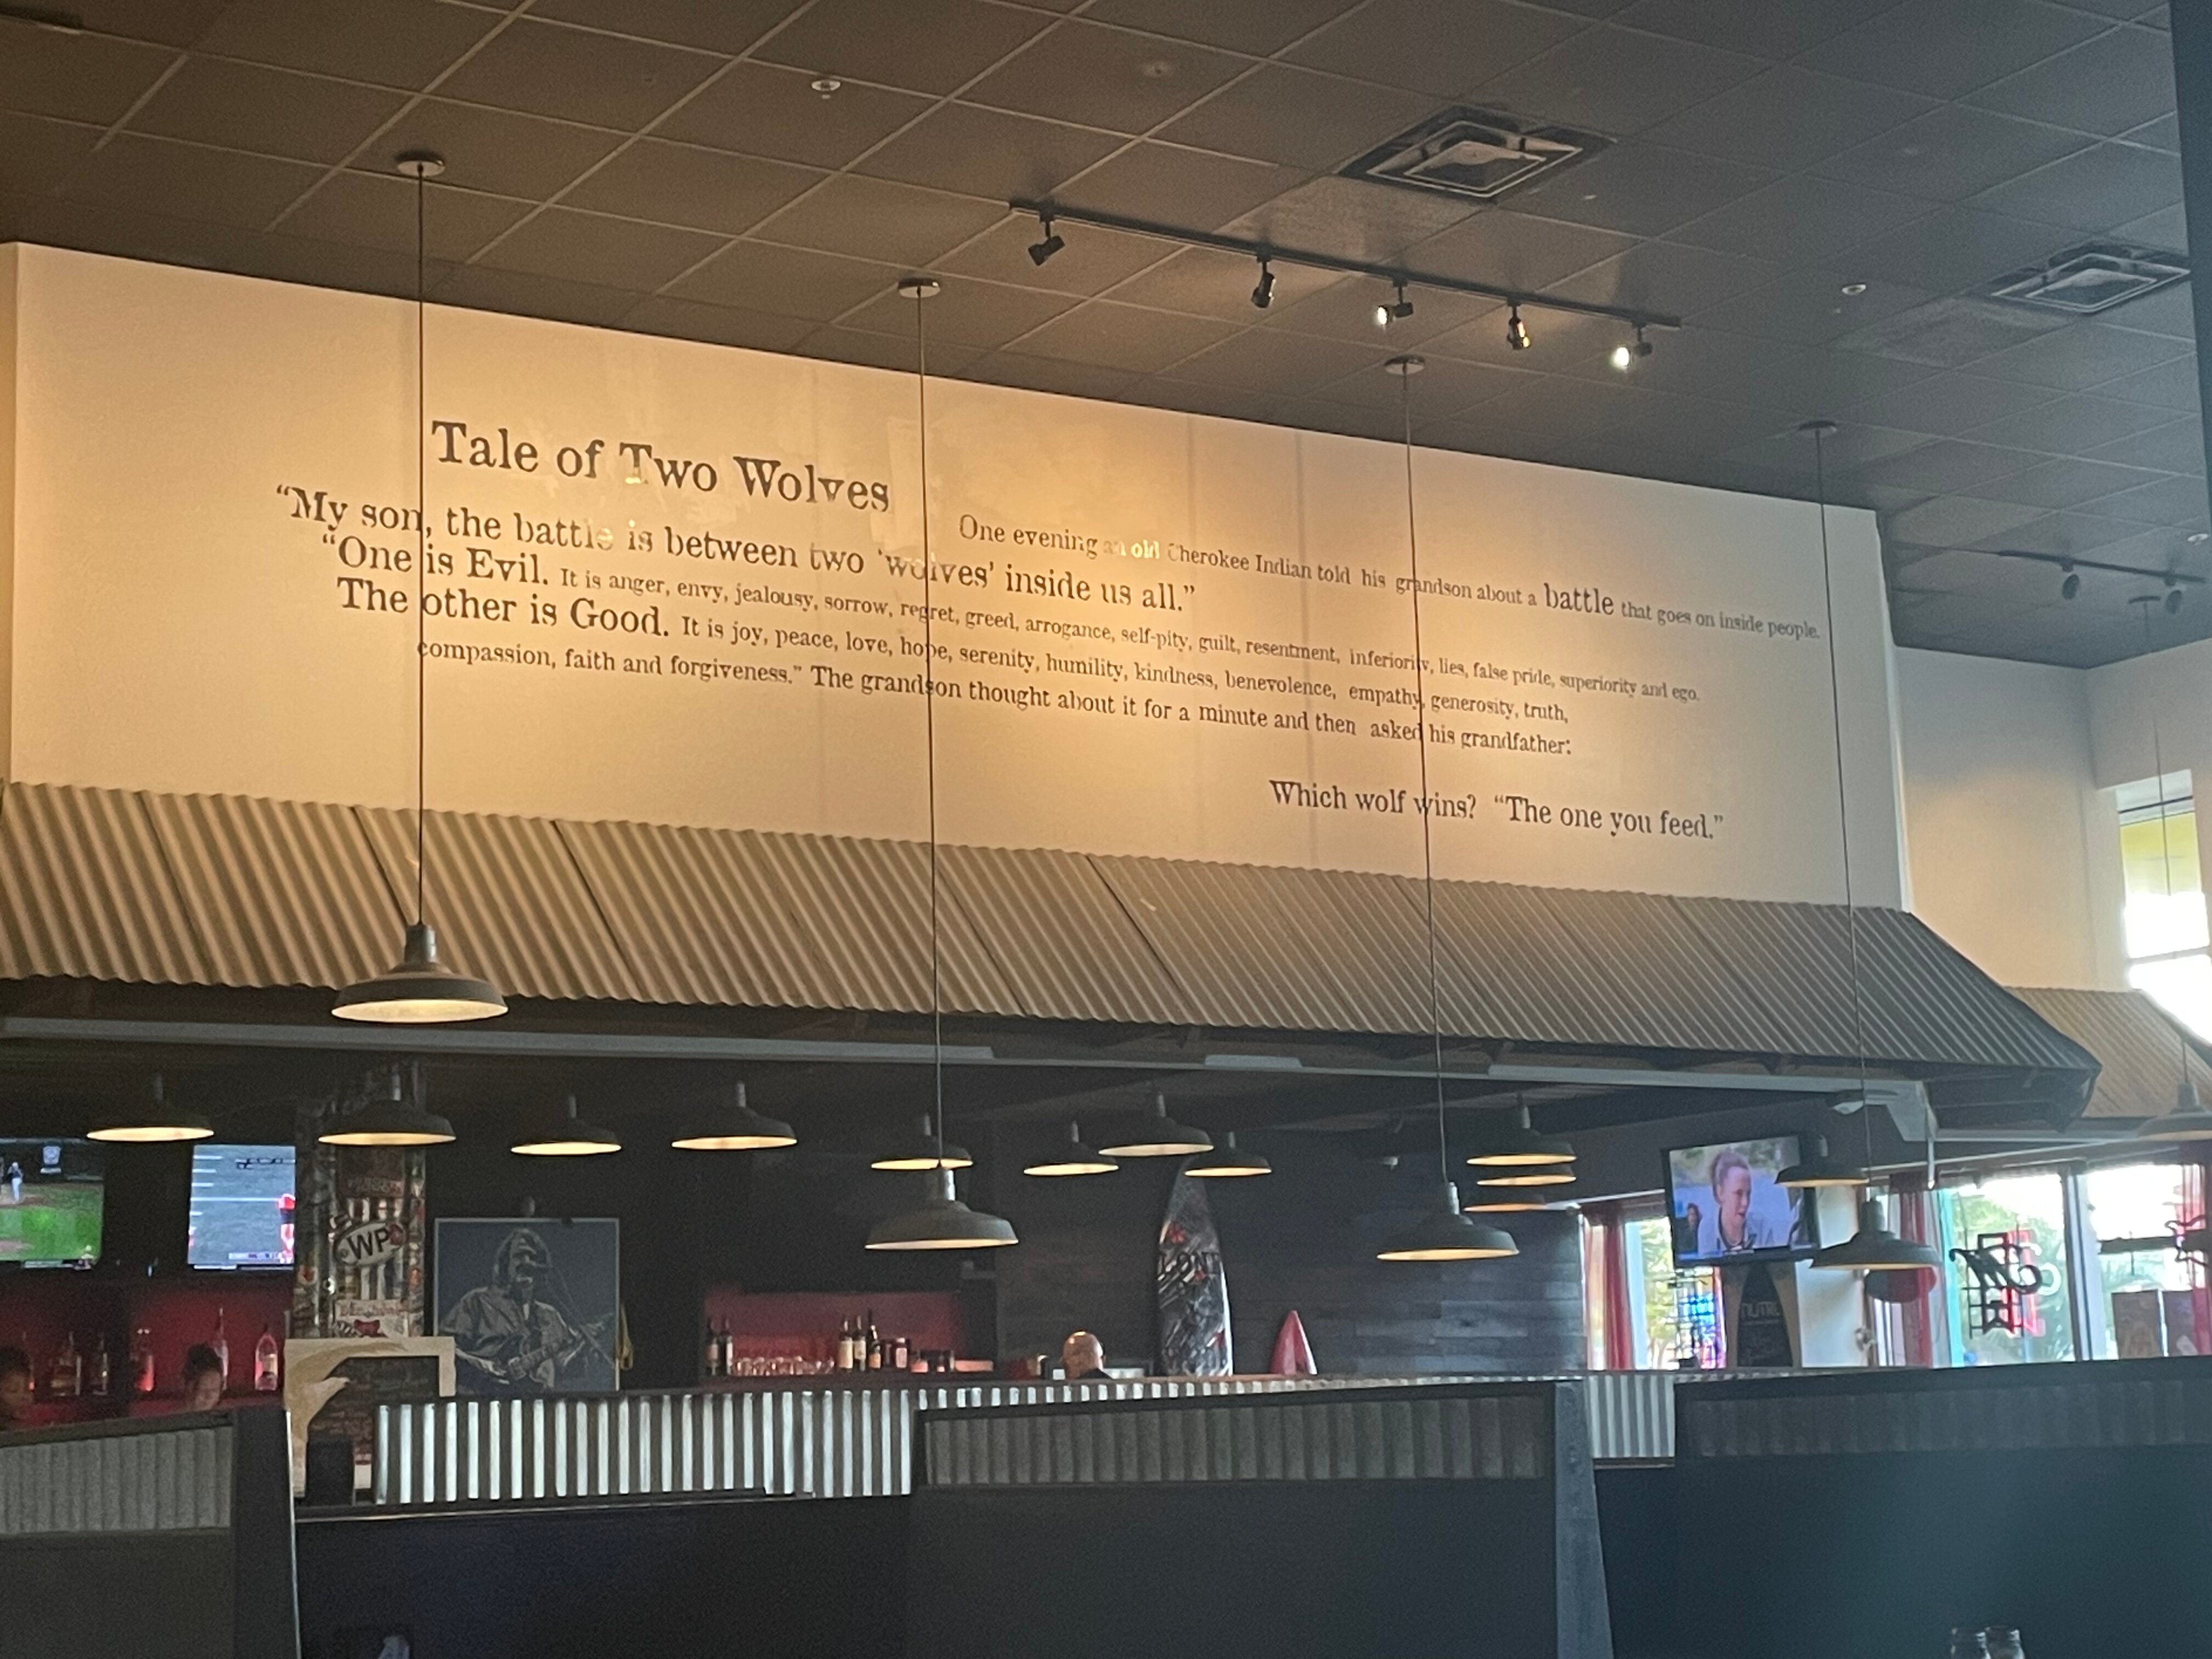 Tale of Two Wolves
One evening an old Cherokee Indian told his grandson about a battle that goes on inside people.
“My son, the battle is between two ‘wolves’ inside us all.”
“One is Evil. It is anger, envy, jealousy, sorrow, regret, greed, arrogance, self-pity, guilt, resentment, inferiority, lies, false pride, superiority and ego.
The other is Good. It is joy, peace, love, hope, serenity, humility, kindness, benevolence, empathy, generosity, truth,
compassion, faith and forgiveness.” The grandson thought about it for a minute and then asked his grandfather:
Which wolf wins? “The one you feed.”
WP
NUTRL